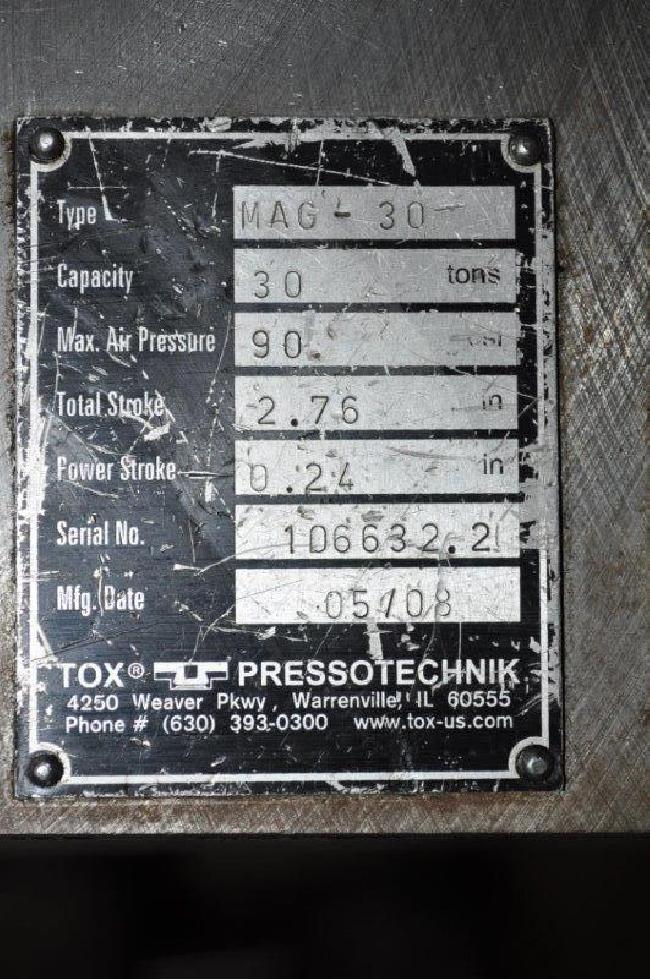 Type MAG - 30
Capacity 30 tons
Max. Air Pressure 90 psi
Total Stroke 2.76 in
Power Stroke 0.24 in
Serial No. 106632.2
Mfg. Date 05/08
TOX® PRESSOTECHNIK
4250 Weaver Pkwy, Warrenville, IL 60555
Phone # (630) 393-0300 www.tox-us.com